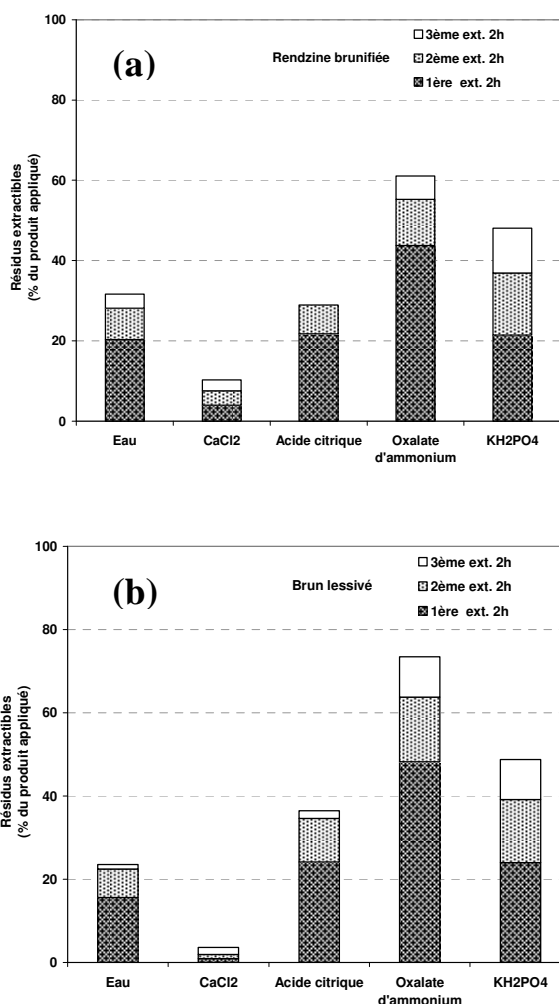 100
80
60
40
20
0
Résidus extractibles
(% du produit appliqué)
(a)
Rendzine brunifiée
3ème ext. 2h
2ème ext. 2h
1ère ext. 2h
Eau
CaCl2
Acide citrique
Oxalate
d'ammonium
KH2PO4
100
80
60
40
20
0
Résidus extractibles
(% du produit appliqué)
(b)
Brun lessivé
3ème ext. 2h
2ème ext. 2h
1ère ext. 2h
Eau
CaCl2
Acide citrique
Oxalate
d'ammonium
KH2PO4